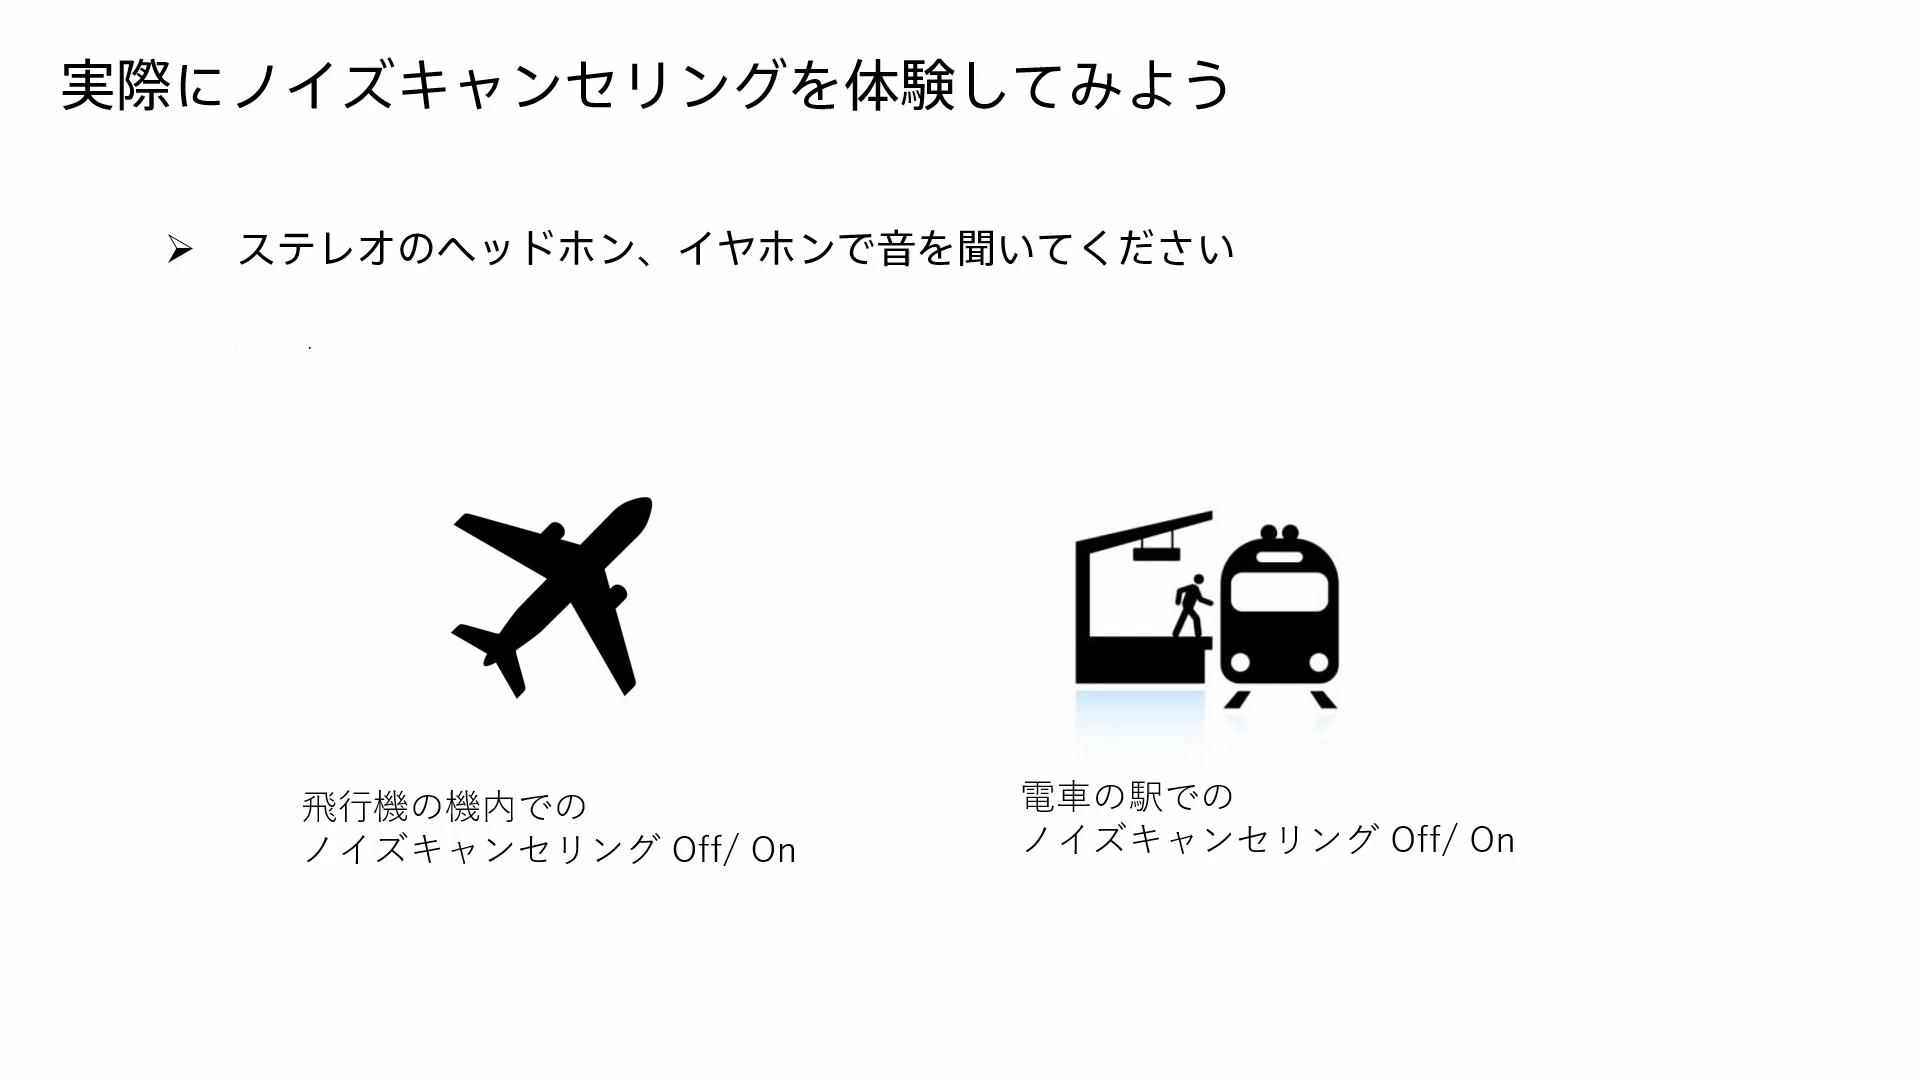 実際にノイズキャンセリングを体験してみよう
➢ ステレオのヘッドホン、イヤホンで音を聞いてください
飛行機の機内での
ノイズキャンセリング Off/ On
電車の駅での
ノイズキャンセリング Off/ On